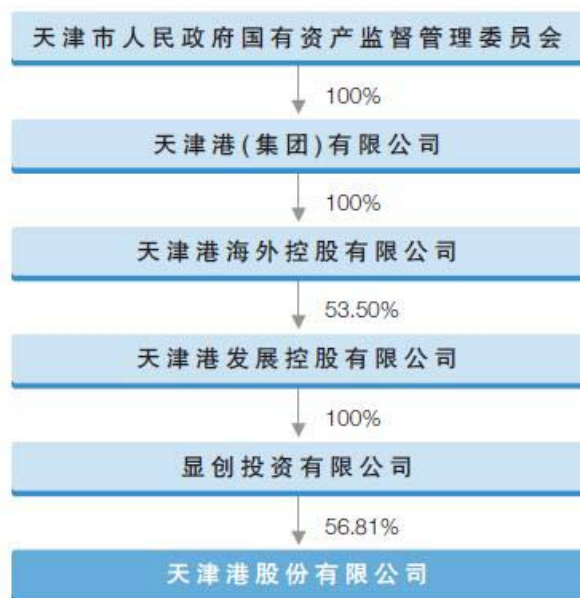 天津市人民政府国有资产监督管理委员会
100%
天津港(集团)有限公司
100%
天津港海外控股有限公司
53.50%
天津港发展控股有限公司
100%
显创投资有限公司
56.81%
天津港股份有限公司